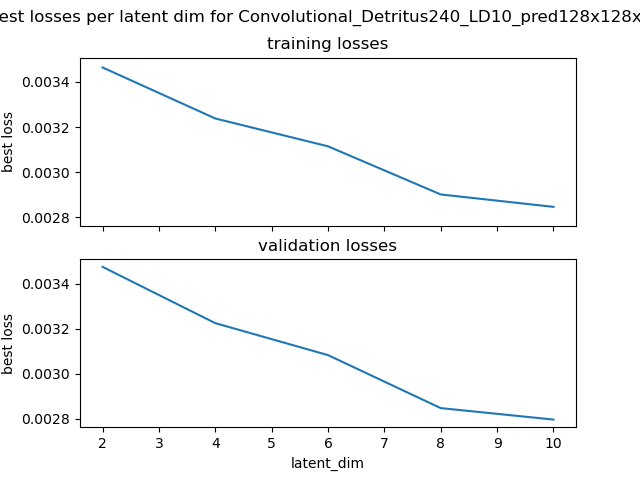 est losses per latent dim for Convolutional_Detritus240_LD10_pred128x128x
training losses
0.0034
0.0032
0.0030
0.0028
best loss
validation losses
0.0034
0.0032
0.0030
0.0028
best loss
2 3 4 5 6 7 8 9 10
latent_dim